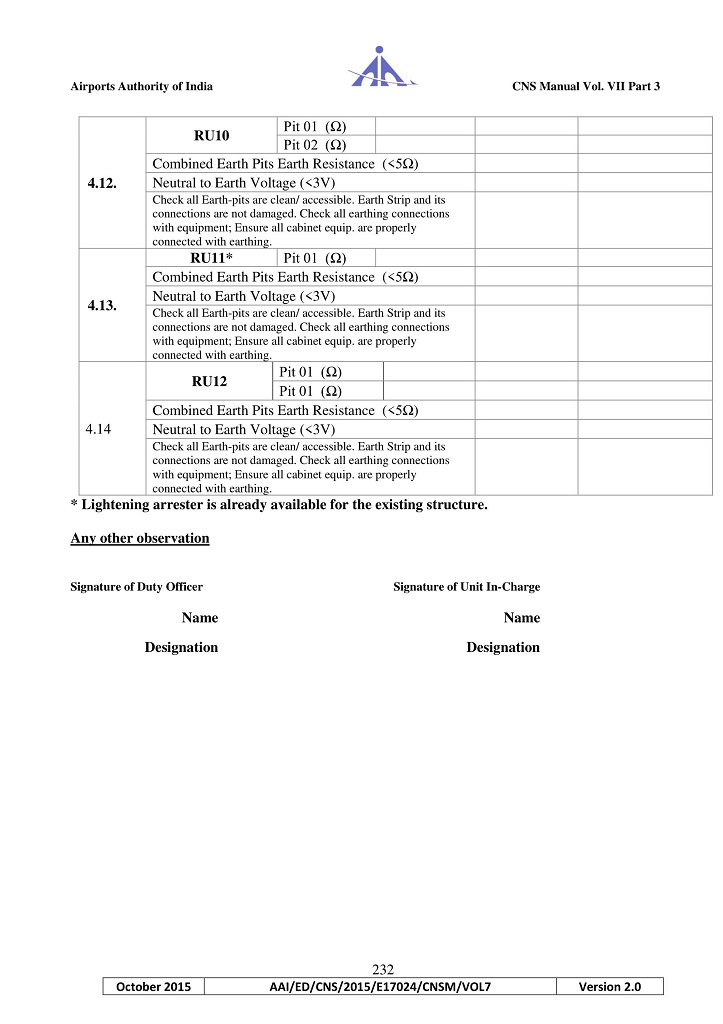 Airports Authority of India CNS Manual Vol. VII Part 3
4.12.
RU10
Pit 01 (Ω)
Pit 02 (Ω)
Combined Earth Pits Earth Resistance (<5Ω)
Neutral to Earth Voltage (<3V)
Check all Earth-pits are clean/ accessible. Earth Strip and its
connections are not damaged. Check all earthing connections
with equipment; Ensure all cabinet equip. are properly
connected with earthing.
4.13.
RU11* Pit 01 (Ω)
Combined Earth Pits Earth Resistance (<5Ω)
Neutral to Earth Voltage (<3V)
Check all Earth-pits are clean/ accessible. Earth Strip and its
connections are not damaged. Check all earthing connections
with equipment; Ensure all cabinet equip. are properly
connected with earthing.
4.14
RU12
Pit 01 (Ω)
Pit 01 (Ω)
Combined Earth Pits Earth Resistance (<5Ω)
Neutral to Earth Voltage (<3V)
Check all Earth-pits are clean/ accessible. Earth Strip and its
connections are not damaged. Check all earthing connections
with equipment; Ensure all cabinet equip. are properly
connected with earthing.
* Lightening arrester is already available for the existing structure.
Any other observation
Signature of Duty Officer Signature of Unit In-Charge
Name Name
Designation Designation
232
October 2015 AAI/ED/CNS/2015/E17024/CNSM/VOL7 Version 2.0